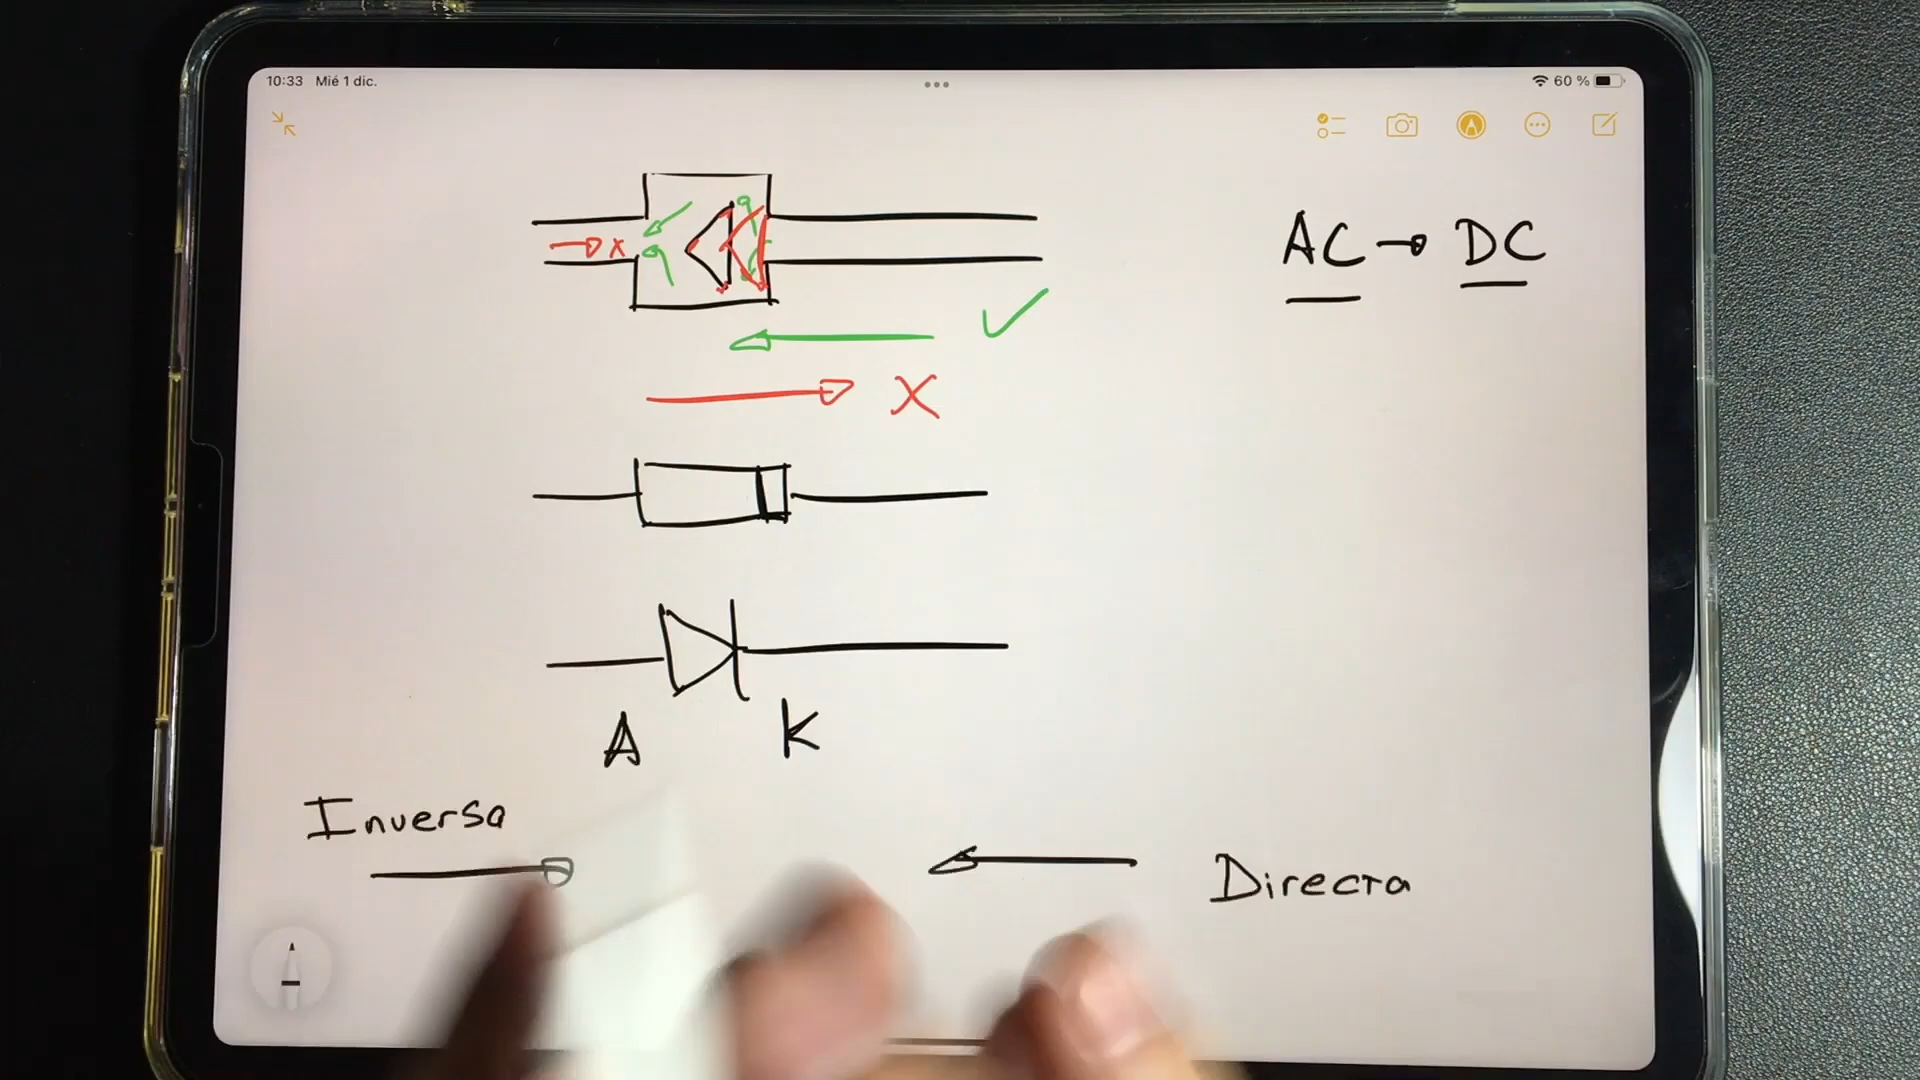 10:33 Mié 1 dic.
60 %
x
AC → DC
✓
X
A K
Inversa
Directa